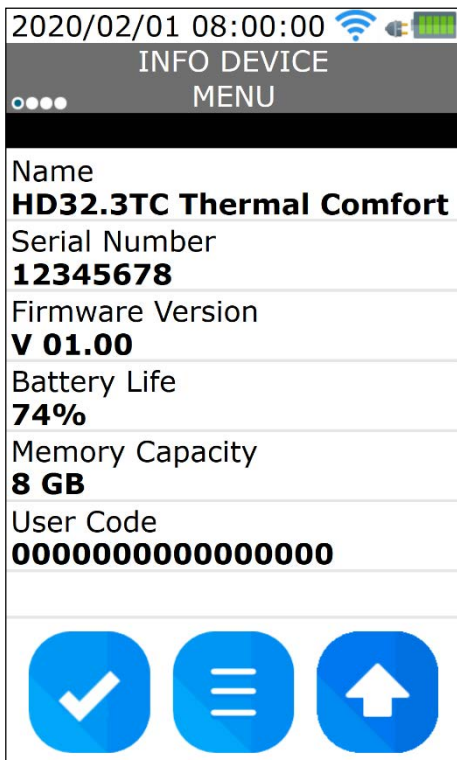 2020/02/01 08:00:00
INFO DEVICE
MENU
Name
HD32.3TC Thermal Comfort
Serial Number
12345678
Firmware Version
V 01.00
Battery Life
74%
Memory Capacity
8 GB
User Code
0000000000000000